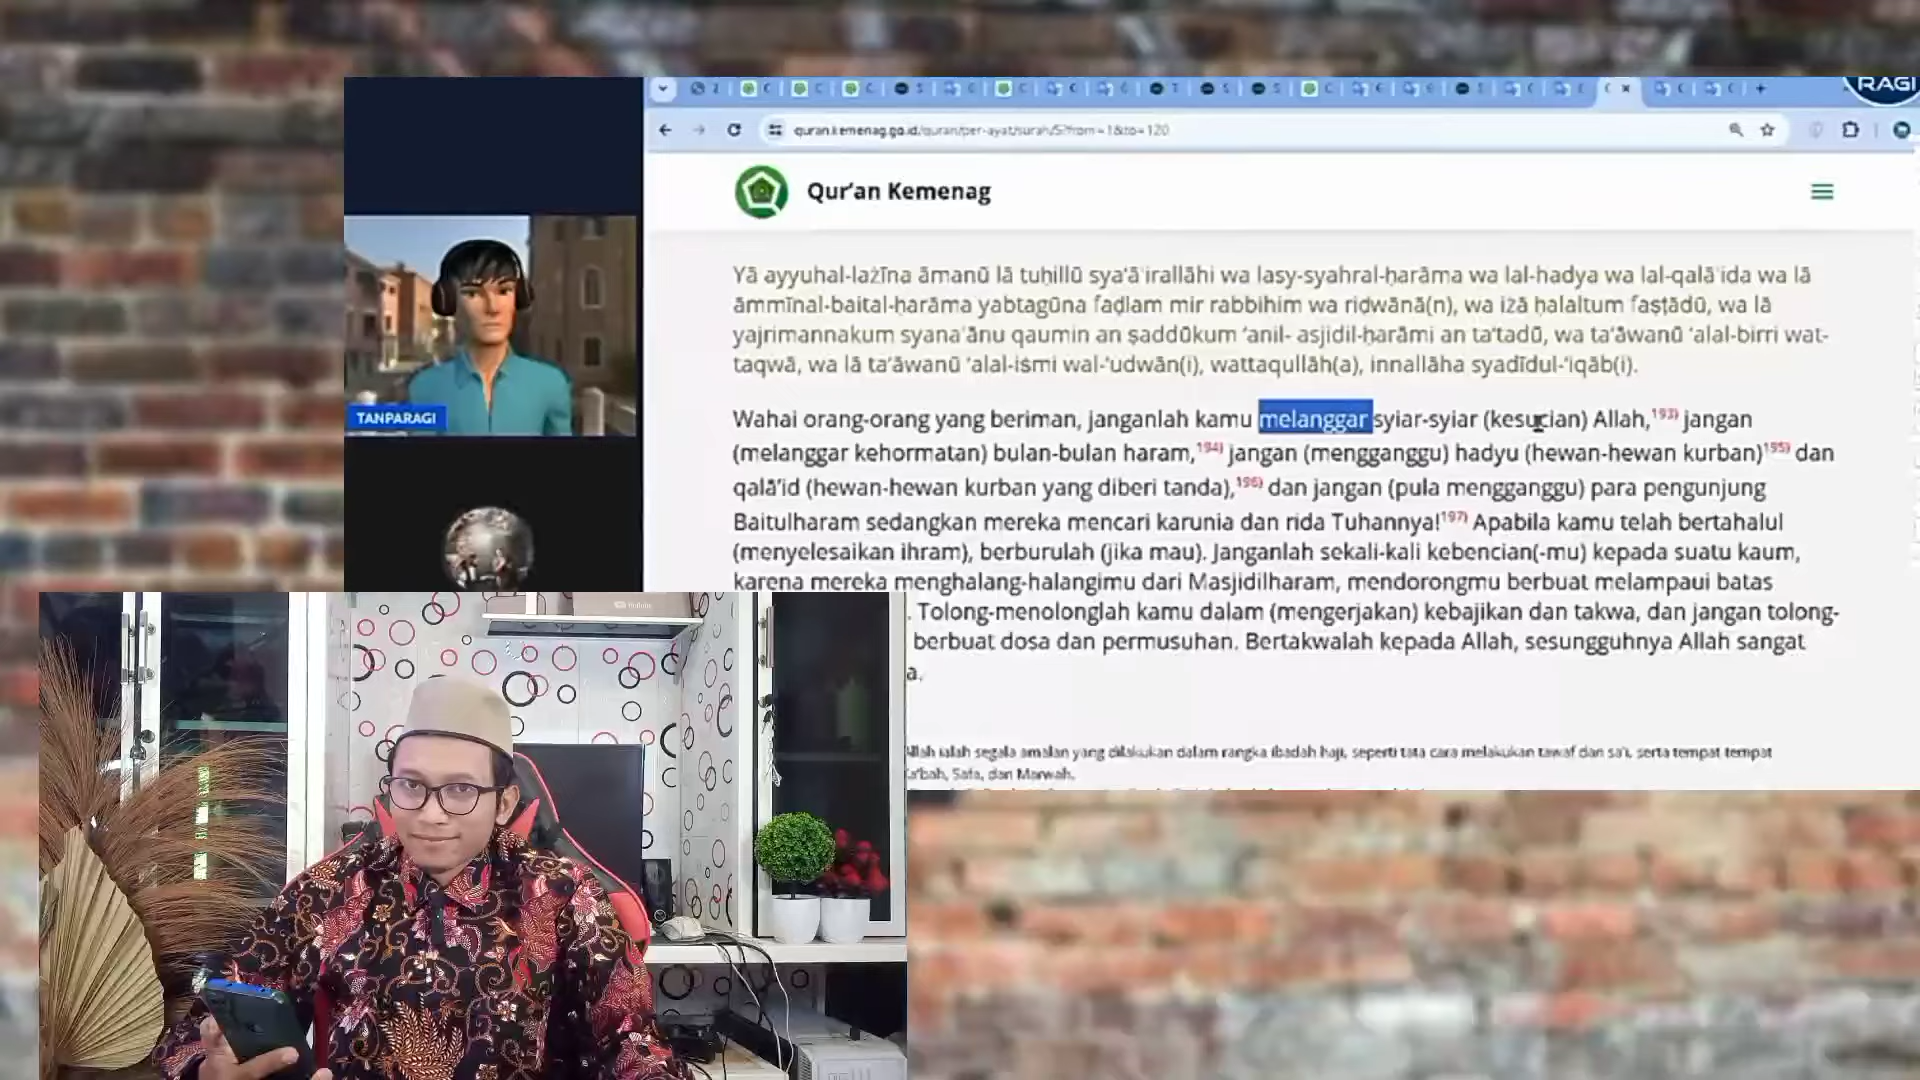 RAGI
quran.kemenag.go.id/quran/per-ayat/surah/5?from=1&to=120
Qur'an Kemenag
Yā ayyuhal-lażīna āmanū lā tuḥillū sya'ā'irallāhi wa lasy-syahral-ḥarāma wa lal-hadya wa lal-qalā'ida wa lā
āmmīnal-baital-ḥarāma yabtagūna faḍlam mir rabbihim wa riḍwānā(n), wa iżā ḥalaltum faṣṭādū, wa lā
yajrimannakum syana'ānu qaumin an ṣaddūkum 'anil- asjidil-ḥarāmi an ta'tadū, wa ta'āwanū 'alal-birri wat-
taqwā, wa lā ta'āwanū 'alal-iṡmi wal-'udwān(i), wattaqullāh(a), innallāha syadīdul-'iqāb(i).
TANPARAGI
Wahai orang-orang yang beriman, janganlah kamu melanggar syiar-syiar (kesucian) Allah,193) jangan
(melanggar kehormatan) bulan-bulan haram,194) jangan (mengganggu) hadyu (hewan-hewan kurban)195) dan
qalā'id (hewan-hewan kurban yang diberi tanda),196) dan jangan (pula mengganggu) para pengunjung
Baitulharam sedangkan mereka mencari karunia dan rida Tuhannya!197) Apabila kamu telah bertahalul
(menyelesaikan ihram), berburulah (jika mau). Janganlah sekali-kali kebencian(-mu) kepada suatu kaum,
karena mereka menghalang-halangimu dari Masjidilharam, mendorongmu berbuat melampaui batas
. Tolong-menolonglah kamu dalam (mengerjakan) kebajikan dan takwa, dan jangan tolong-
berbuat dosa dan permusuhan. Bertakwalah kepada Allah, sesungguhnya Allah sangat
a.
Allah ialah segala amalan yang dilakukan dalam rangka ibadah haji, seperti tata cara melakukan tawaf dan sa'i, serta tempat tempat
Ka'bah, Safa, dan Marwah.